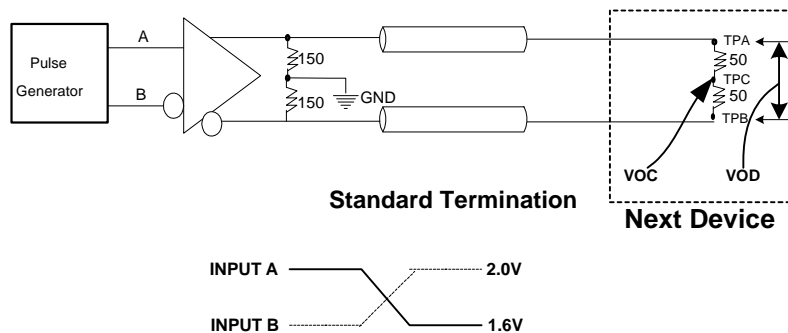 A
Pulse
Generator
B
150
150
GND
TPA
50
TPC
50
TPB
VOC
VOD
Standard Termination
Next Device
INPUT A
2.0V
INPUT B
1.6V